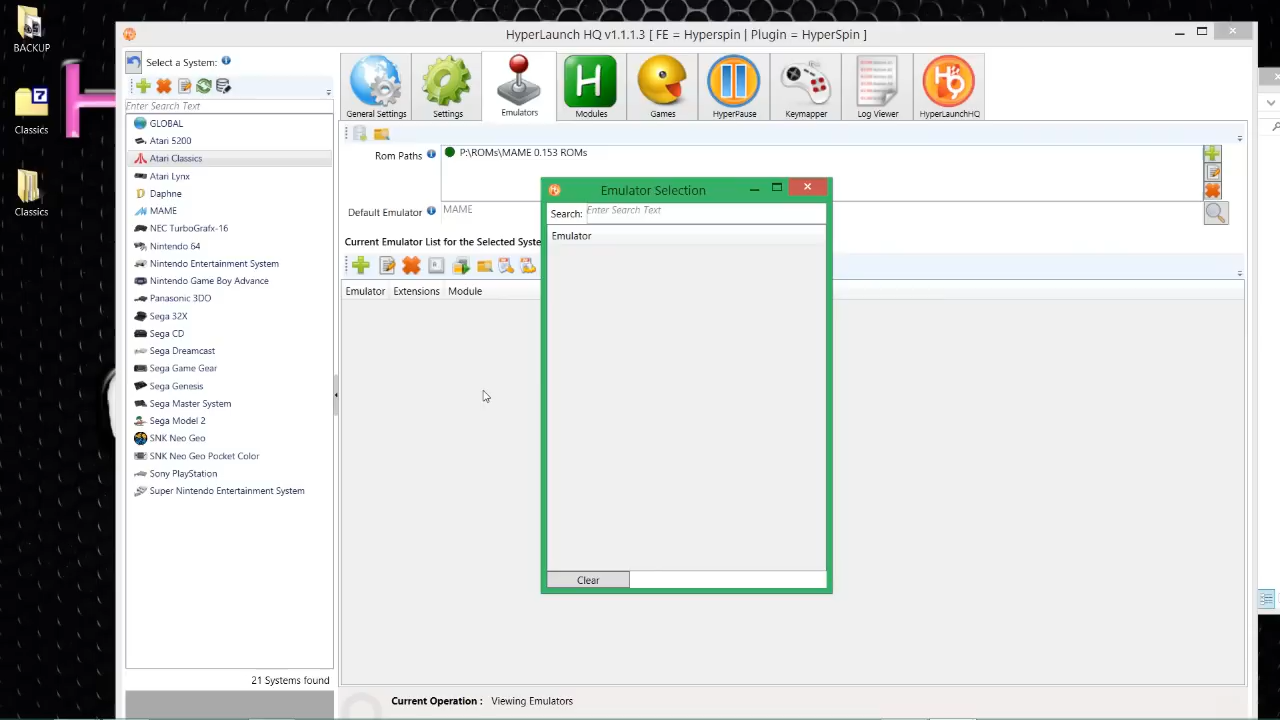 BACKUP
7
Classics
Classics
HyperLaunch HQ v1.1.1.3 [ FE = Hyperspin | Plugin = HyperSpin ]
Select a System:
Enter Search Text
GLOBAL
Atari 5200
Atari Classics
Atari Lynx
Daphne
MAME
NEC TurboGrafx-16
Nintendo 64
Nintendo Entertainment System
Nintendo Game Boy Advance
Panasonic 3DO
Sega 32X
Sega CD
Sega Dreamcast
Sega Game Gear
Sega Genesis
Sega Master System
Sega Model 2
SNK Neo Geo
SNK Neo Geo Pocket Color
Sony PlayStation
Super Nintendo Entertainment System
21 Systems found
General Settings
Settings
Emulators
H
Modules
Games
HyperPause
Keymapper
Log Viewer
HQ
HyperLaunchHQ
Rom Paths
P:\ROMs\MAME 0.153 ROMs
Default Emulator
MAME
Current Emulator List for the Selected Syste
Emulator Extensions Module
Emulator Selection
Search: Enter Search Text
Emulator
Clear
Current Operation : Viewing Emulators